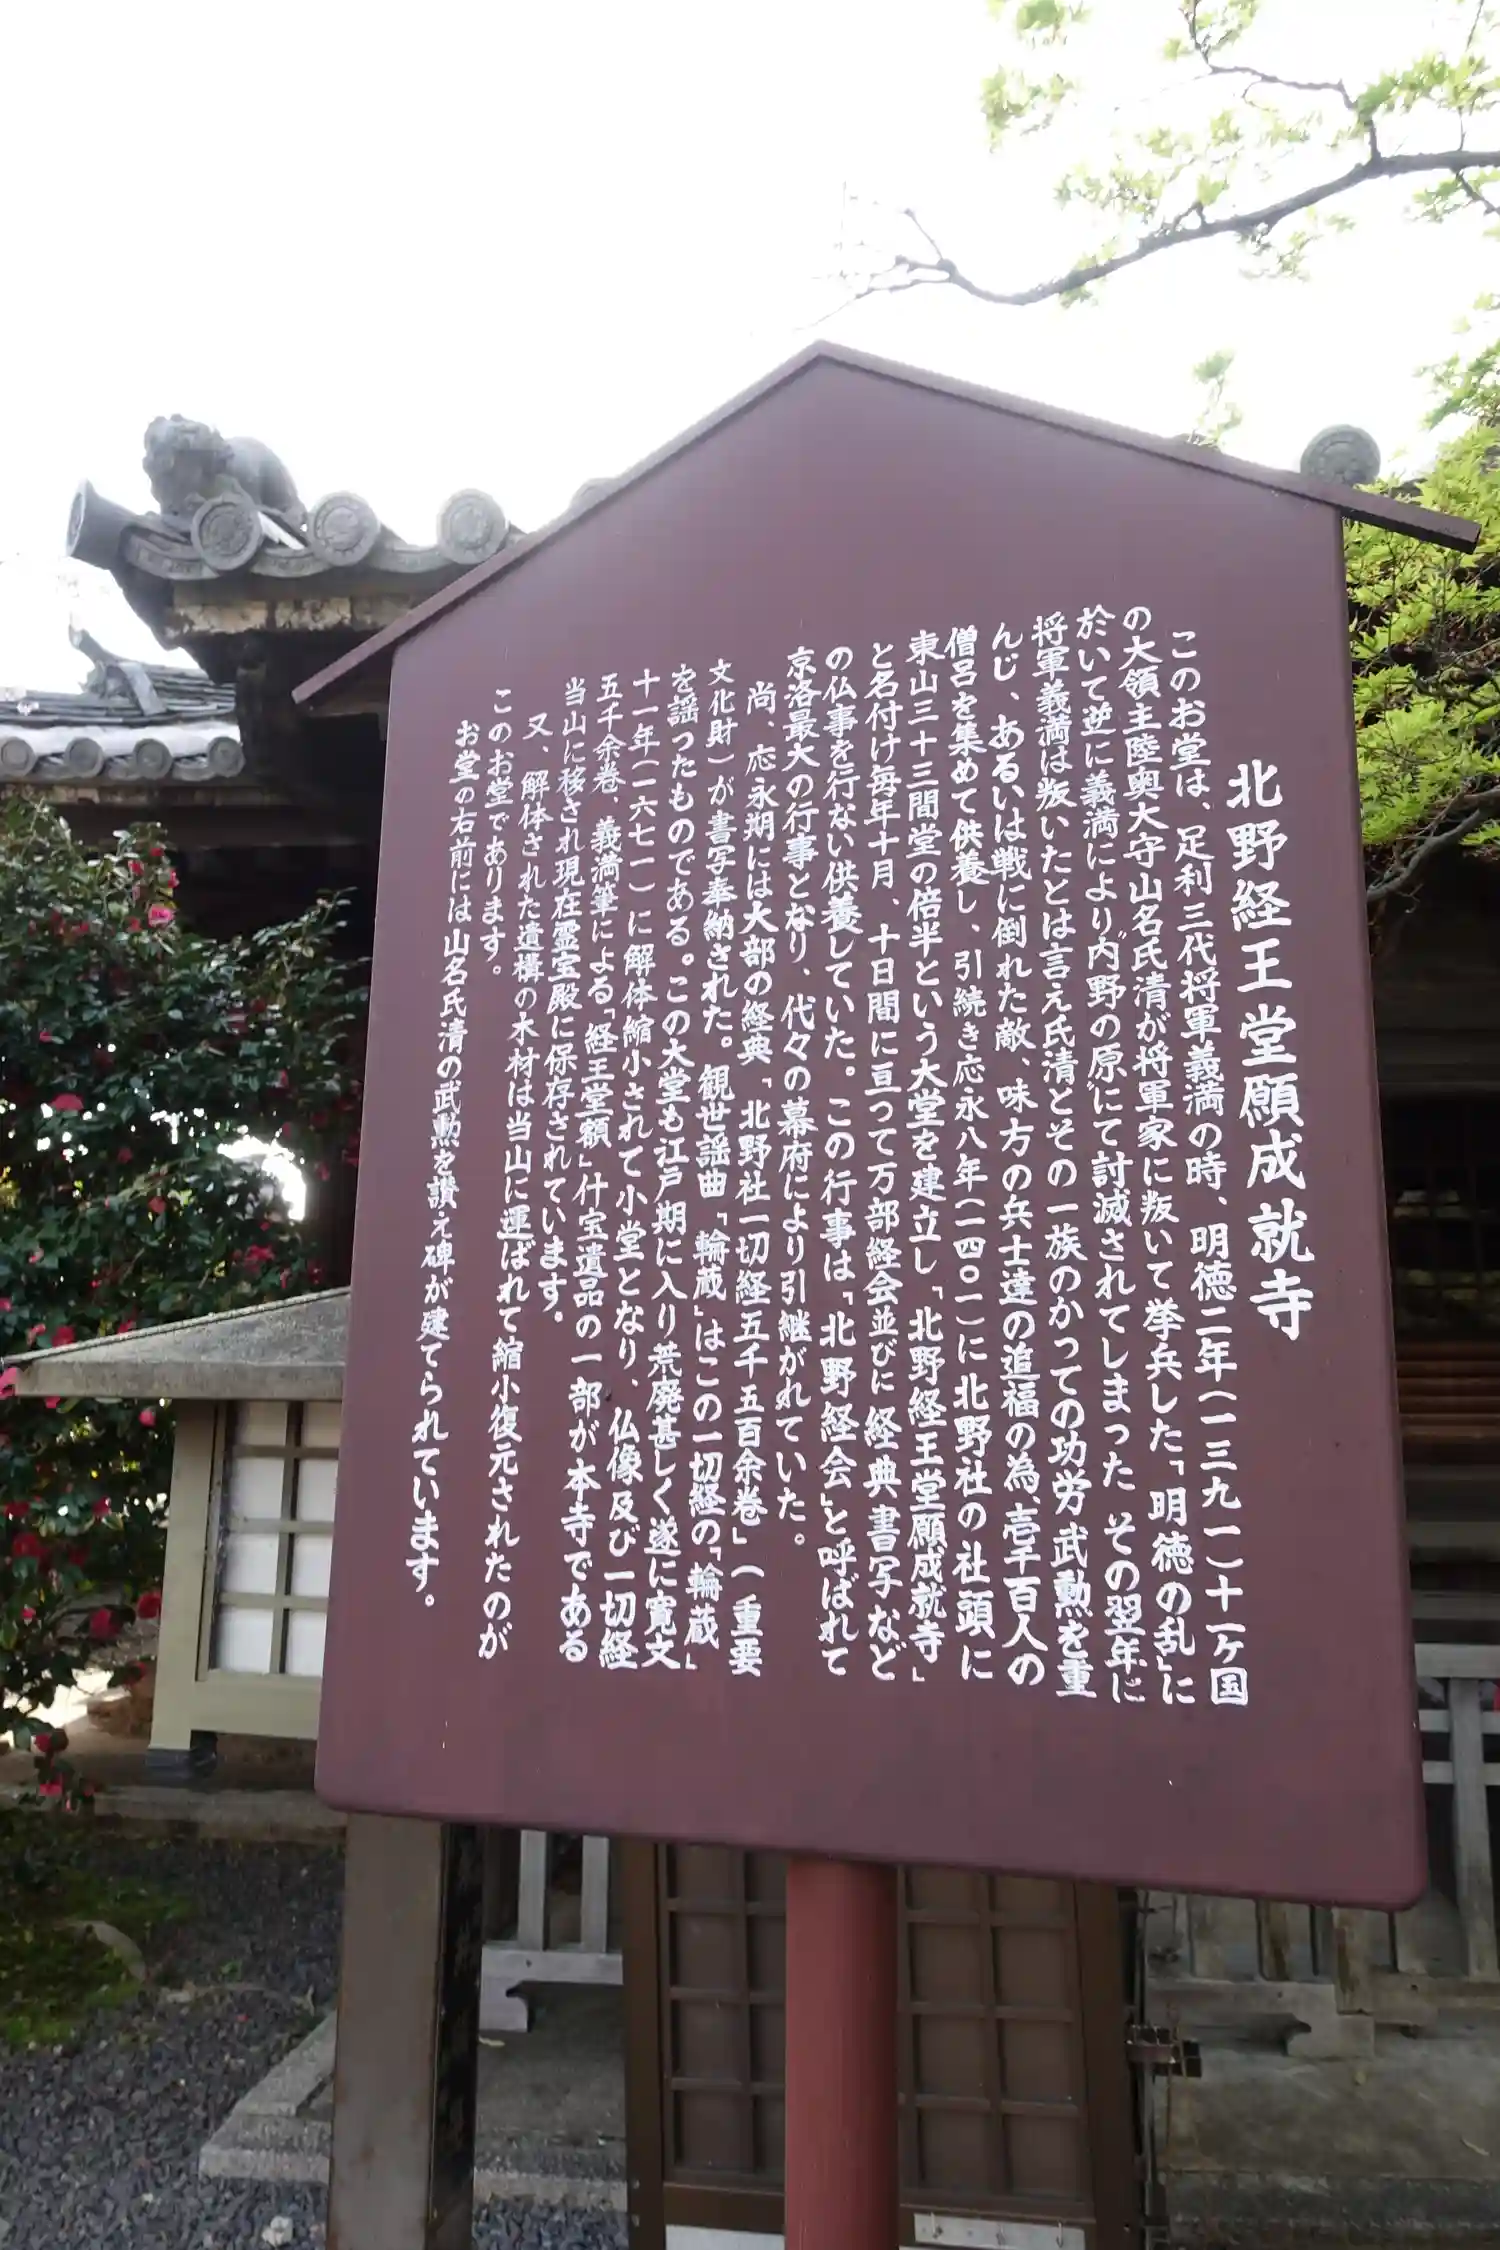 北野経王堂願成就寺
このお堂は、足利三代将軍義満の時、明徳二年(一三九一)十一ヶ国
の大領主陸奥大守山名氏清が将軍家に叛いて挙兵した「明徳の乱」に
於いて逆に義満により〝内野の原〟にて討滅されてしまった その翌年に
将軍義満は叛いたとは言え氏清とその一族のかっての功労武勲を重
んじ、あるいは戦に倒れた敵、味方の兵士達の追福の為、壱千百人の
僧呂を集めて供養し、引続き応永八年(一四〇一)に北野社の社頭に
東山三十三間堂の倍半という大堂を建立し「北野経王堂願成就寺」
と名付け毎年十月、十日間に亘って万部経会並びに経典書写など
の仏事を行ない供養していた。この行事は「北野経会」と呼ばれて
京洛最大の行事となり、代々の幕府により引継がれていた。
尚、応永期には大部の経典「北野社一切経五千五百余巻」(重要
文化財)が書写奉納された。観世謡曲「輪蔵」はこの一切経の「輪蔵」
を謡ったものである。この大堂も江戸期に入り荒廃甚しく遂に寛文
十一年(一六七一)に解体縮小されて小堂となり、仏像及び一切経
五千余巻、義満筆による「経王堂額」什宝遺品の一部が本寺である
当山に移され現在霊宝殿に保存されています。
又、解体された遺構の木材は当山に運ばれて縮小復元されたのが
このお堂であります。
お堂の右前には山名氏清の武勲を讃え碑が建てられています。